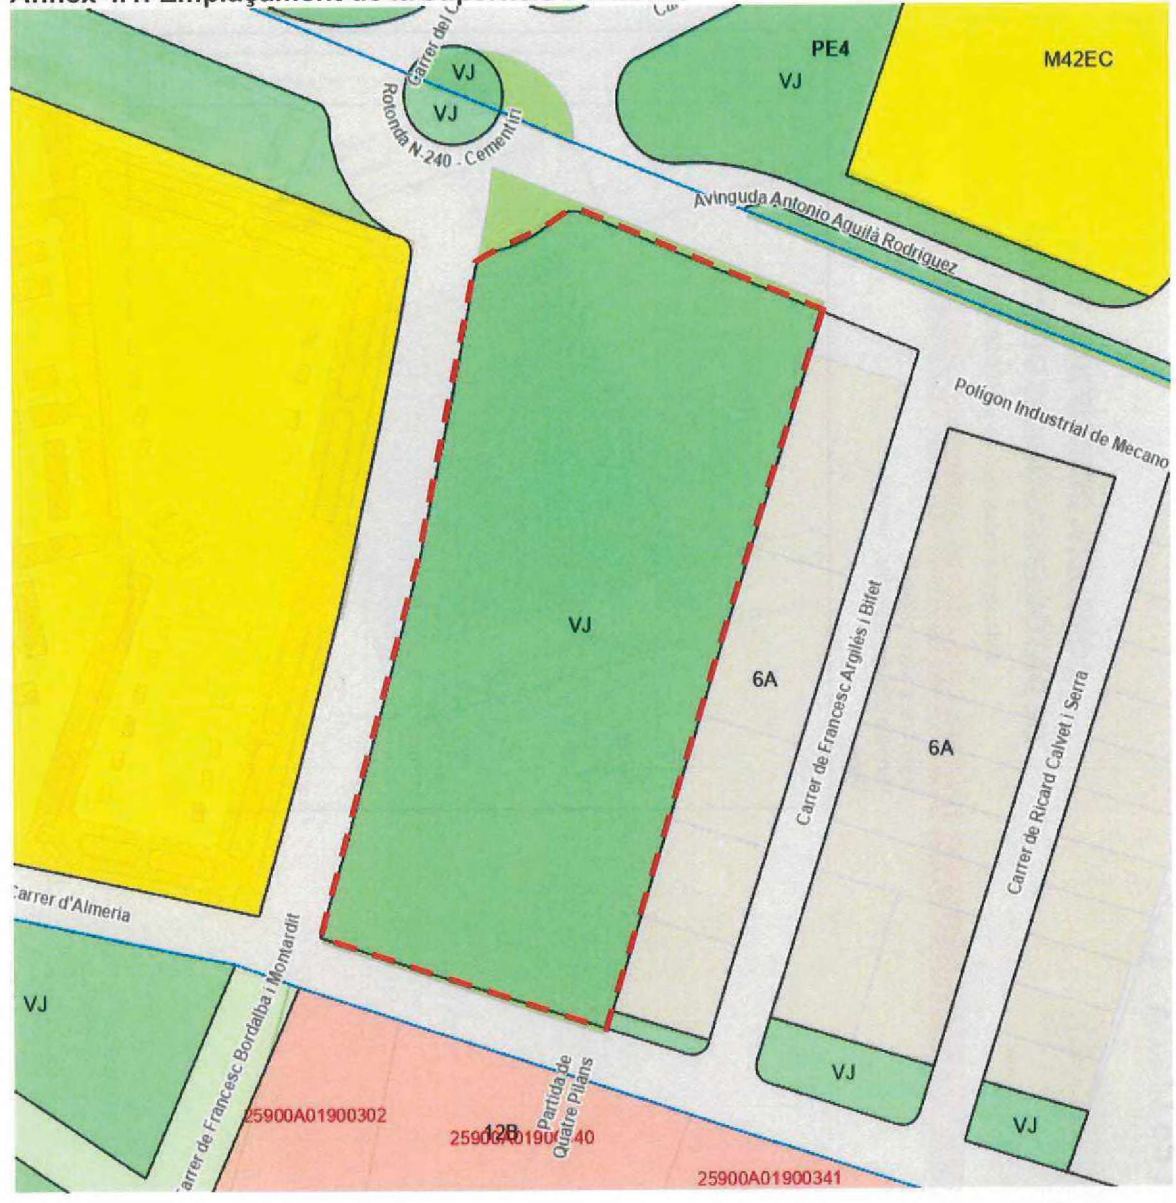 Carrer del
VJ
VJ
Rotonda N-240 - Cementiri
PE4
VJ
M42EC
Avinguda Antonio Aguilà Rodríguez
Polígon Industrial de Mecano
VJ
6A
Carrer de Francesc Argilés i Bifet
6A
Carrer de Ricard Calvet i Serra
Carrer d'Almeria
VJ
Carrer de Francesc Bordalba i Montardit
VJ
VJ
Partida de
Quatre Pilans
25900A01900302
12B
25900A01900340
25900A01900341